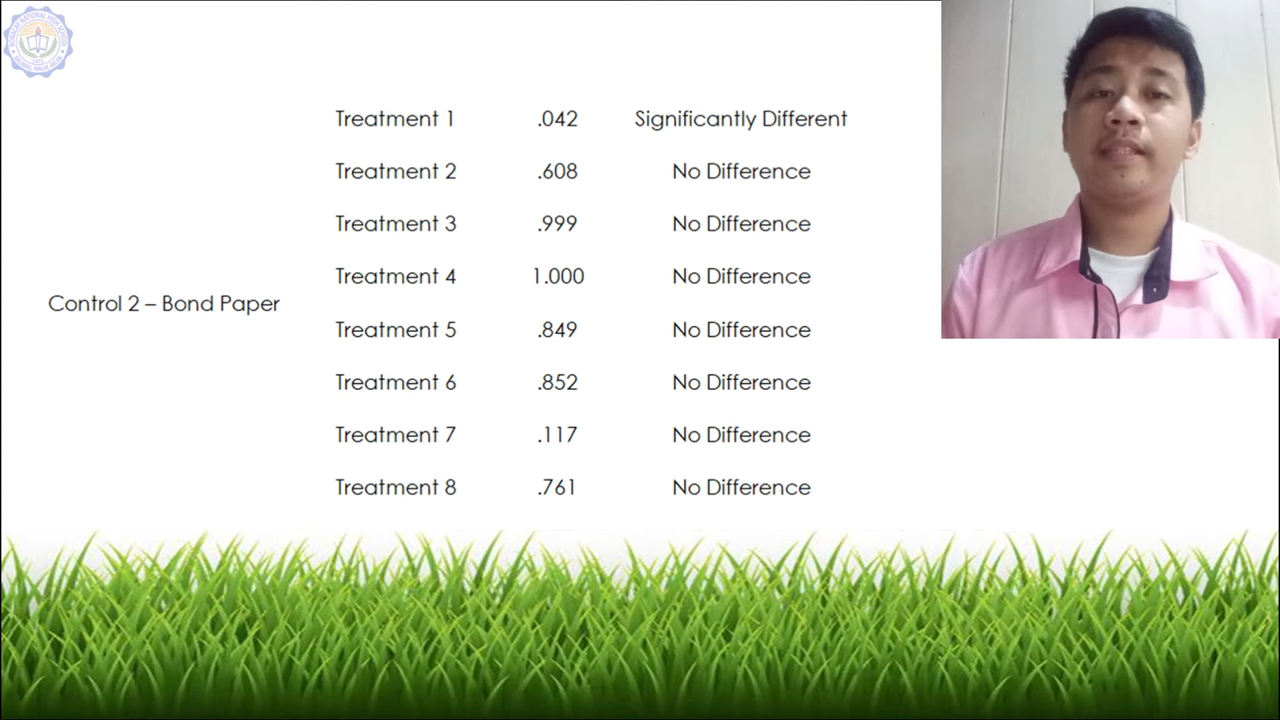 Treatment 1 .042 Significantly Different
Treatment 2 .608 No Difference
Treatment 3 .999 No Difference
Treatment 4 1.000 No Difference
Control 2 – Bond Paper
Treatment 5 .849 No Difference
Treatment 6 .852 No Difference
Treatment 7 .117 No Difference
Treatment 8 .761 No Difference